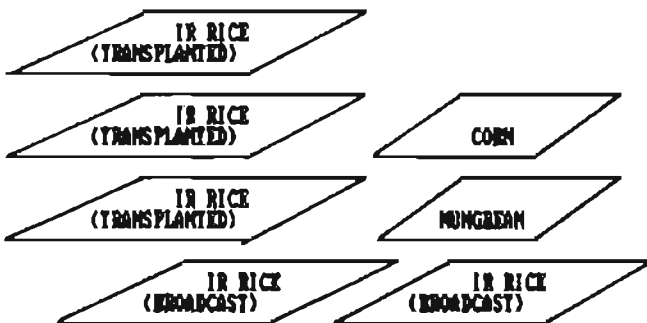 IR RICE
(TRANSPLANTED)
IR RICE
(TRANSPLANTED)
CORN
IR RICE
(TRANSPLANTED)
MUNGBEAN
IR RICE
(BROADCAST)
IR RICE
(BROADCAST)